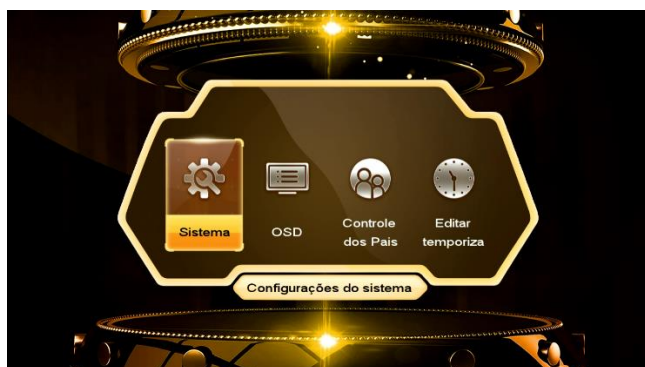 Sistema
OSD
Controle
dos Pais
Editar
temporiza
Configurações do sistema